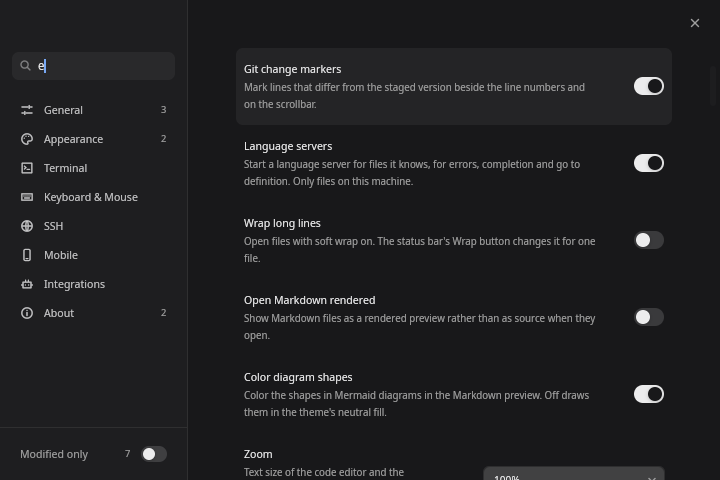 e
General 3
Appearance 2
Terminal
Keyboard & Mouse
SSH
Mobile
Integrations
About 2
Modified only 7
Git change markers
Mark lines that differ from the staged version beside the line numbers and
on the scrollbar.
Language servers
Start a language server for files it knows, for errors, completion and go to
definition. Only files on this machine.
Wrap long lines
Open files with soft wrap on. The status bar's Wrap button changes it for one
file.
Open Markdown rendered
Show Markdown files as a rendered preview rather than as source when they
open.
Color diagram shapes
Color the shapes in Mermaid diagrams in the Markdown preview. Off draws
them in the theme's neutral fill.
Zoom
Text size of the code editor and the
100%